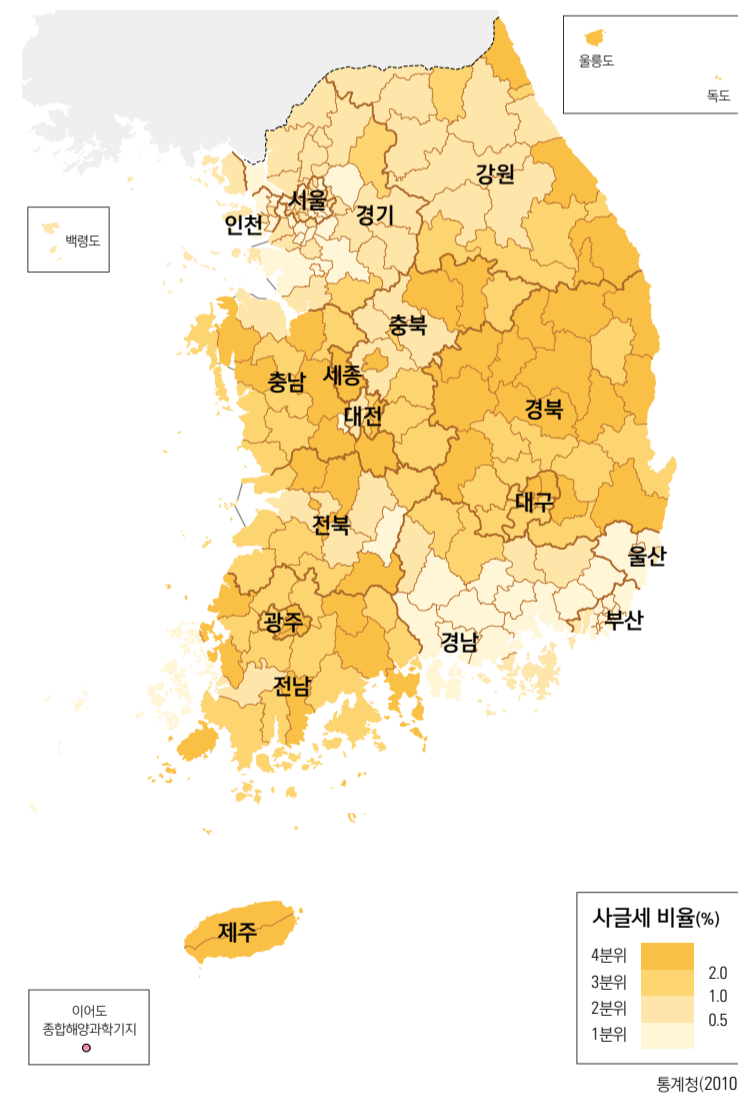 울릉도
독도
강원
서울
경기
인천
백령도
충북
세종
충남
대전
경북
대구
전북
울산
부산
광주
경남
전남
제주
사글세 비율(%)
4분위
2.0
3분위
1.0
2분위
0.5
1분위
이어도
종합해양과학기지
통계청(2010